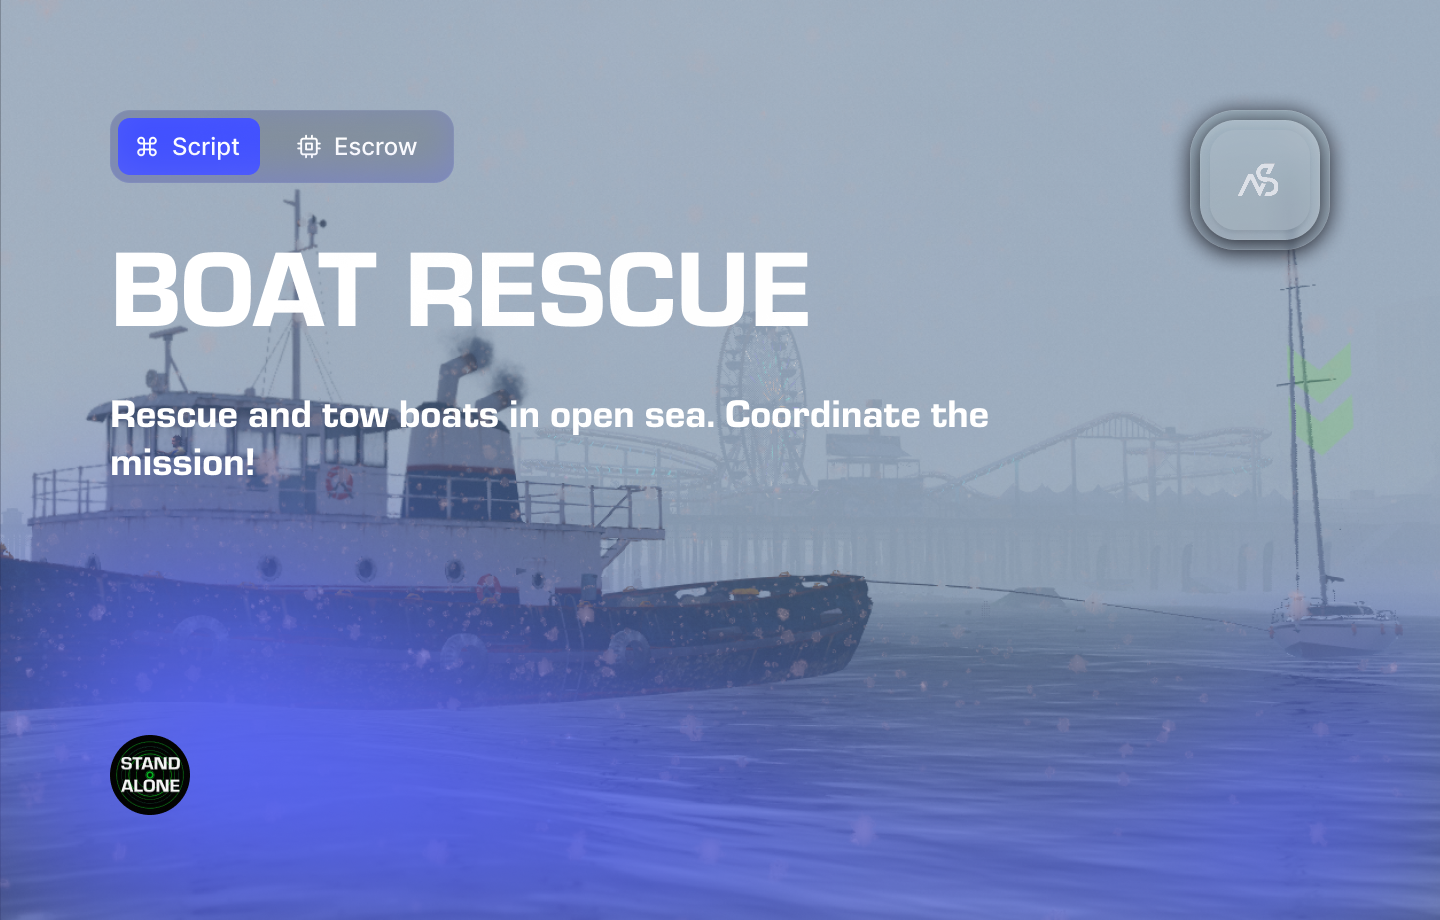 Script
Escrow
BOAT RESCUE
Rescue and tow boats in open sea. Coordinate the
mission!
STAND
ALONE